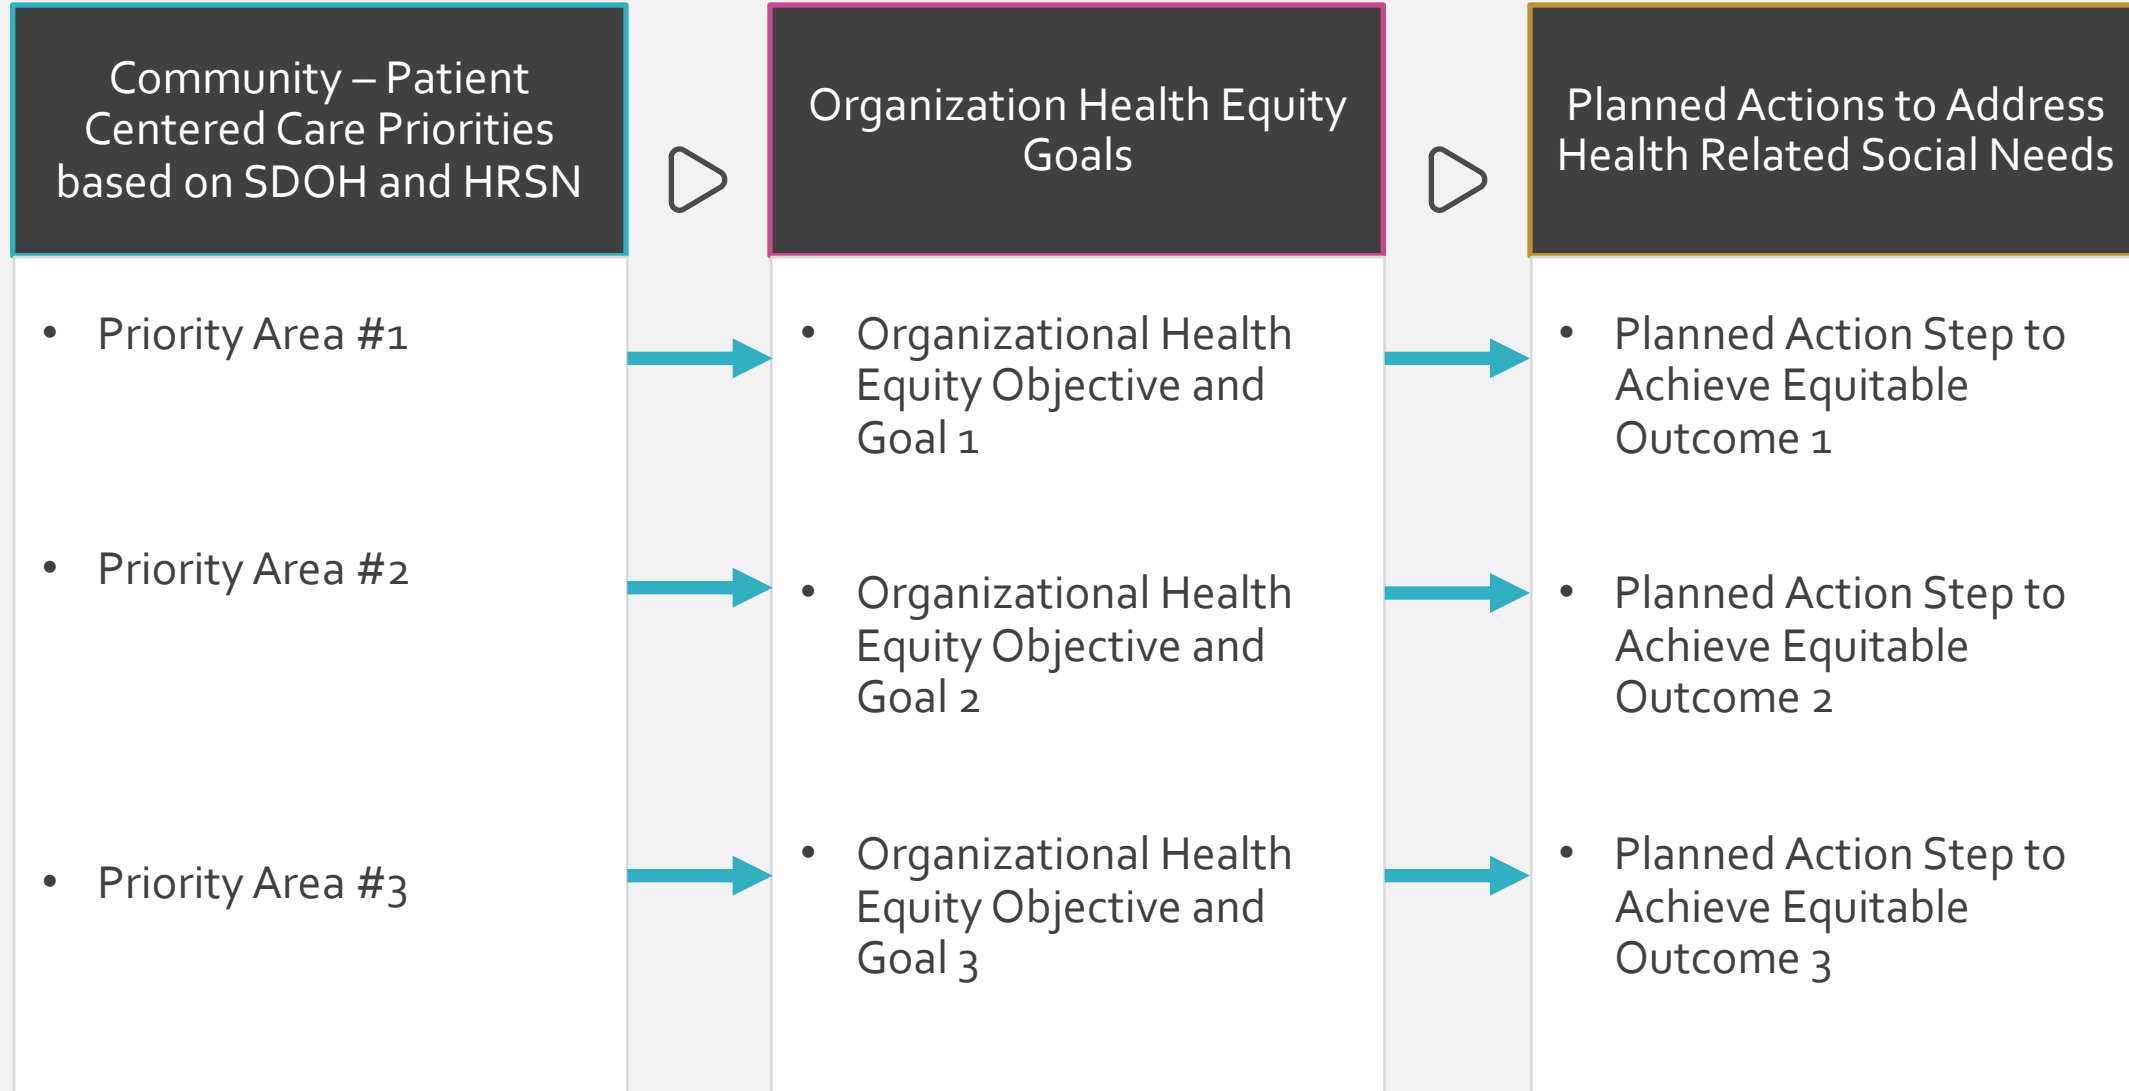 Community – Patient
Centered Care Priorities
based on SDOH and HRSN
• Priority Area #1
• Priority Area #2
• Priority Area #3
Organization Health Equity
Goals
• Organizational Health
Equity Objective and
Goal 1
• Organizational Health
Equity Objective and
Goal 2
• Organizational Health
Equity Objective and
Goal 3
Planned Actions to Address
Health Related Social Needs
• Planned Action Step to
Achieve Equitable
Outcome 1
• Planned Action Step to
Achieve Equitable
Outcome 2
• Planned Action Step to
Achieve Equitable
Outcome 3